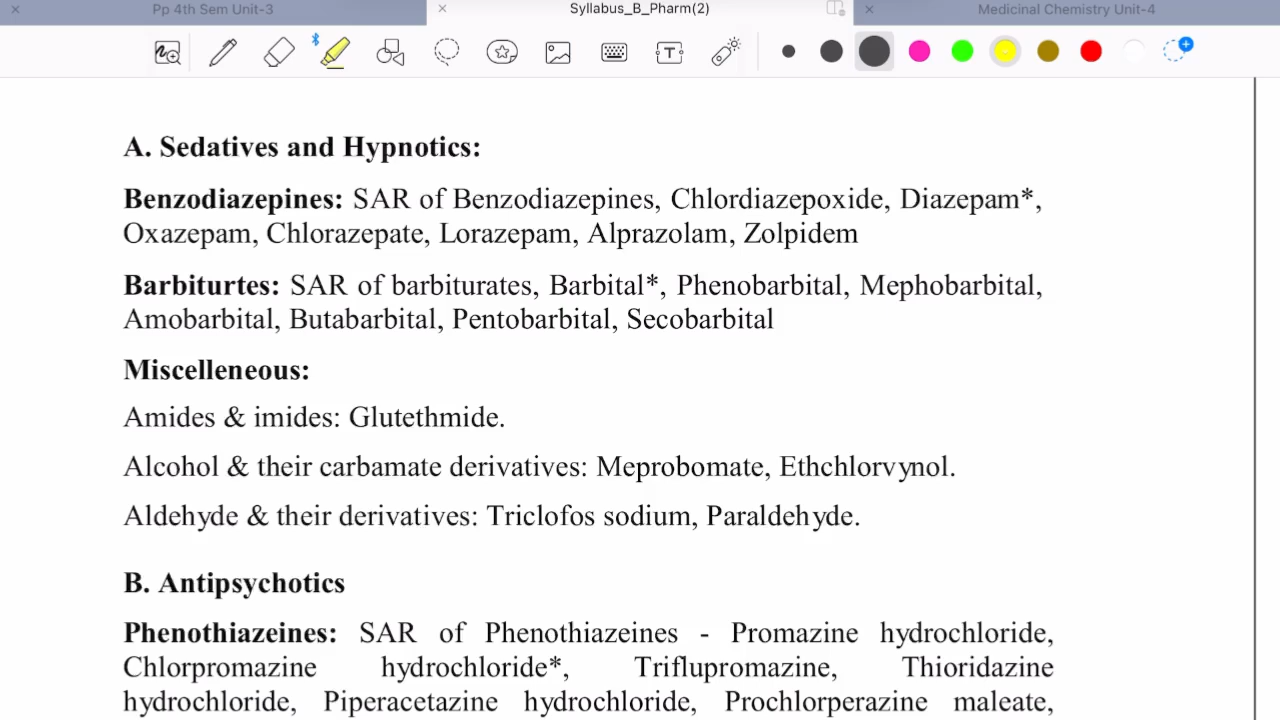 Pp 4th Sem Unit-3
Syllabus_B_Pharm(2)
Medicinal Chemistry Unit-4
A. Sedatives and Hypnotics:
Benzodiazepines: SAR of Benzodiazepines, Chlordiazepoxide, Diazepam*,
Oxazepam, Chlorazepate, Lorazepam, Alprazolam, Zolpidem
Barbiturtes: SAR of barbiturates, Barbital*, Phenobarbital, Mephobarbital,
Amobarbital, Butabarbital, Pentobarbital, Secobarbital
Miscelleneous:
Amides & imides: Glutethmide.
Alcohol & their carbamate derivatives: Meprobomate, Ethchlorvynol.
Aldehyde & their derivatives: Triclofos sodium, Paraldehyde.
B. Antipsychotics
Phenothiazeines: SAR of Phenothiazeines - Promazine hydrochloride,
Chlorpromazine hydrochloride*, Triflupromazine, Thioridazine
hydrochloride, Piperacetazine hydrochloride, Prochlorperazine maleate,